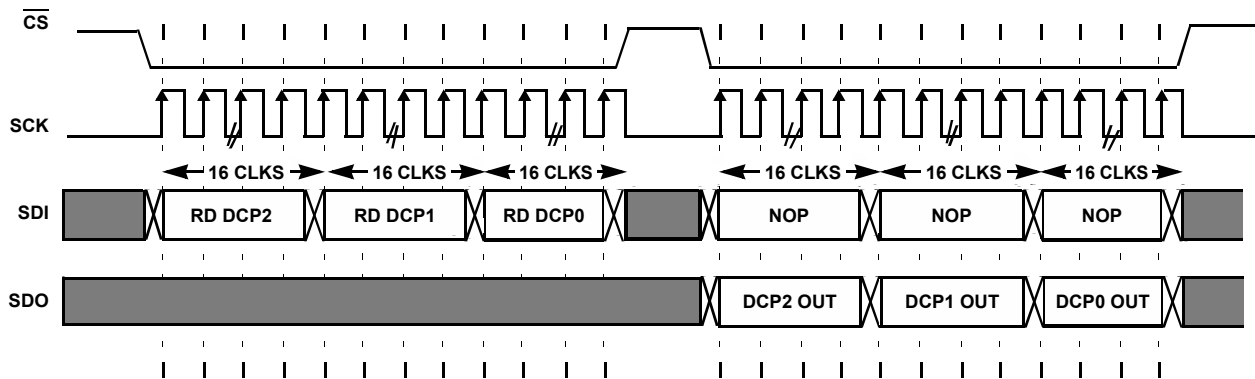 CS
SCK
16 CLKS 16 CLKS 16 CLKS 16 CLKS 16 CLKS 16 CLKS
SDI RD DCP2 RD DCP1 RD DCP0 NOP NOP NOP
SDO DCP2 OUT DCP1 OUT DCP0 OUT